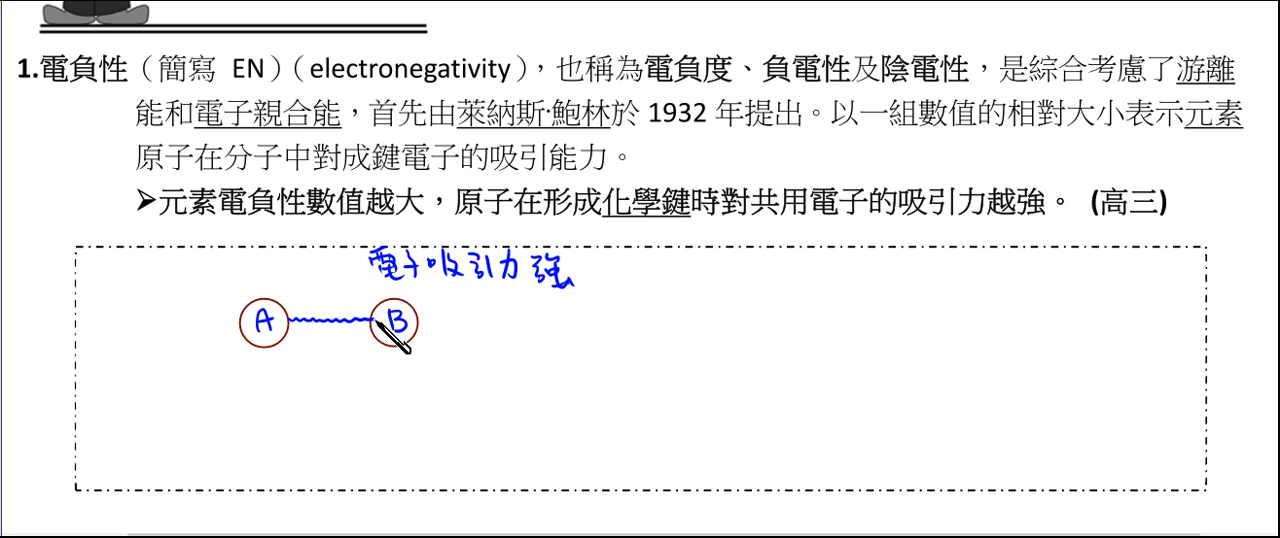 1.電負性（簡寫 EN）（electronegativity），也稱為電負度、負電性及陰電性，是綜合考慮了游離
能和電子親合能，首先由萊納斯·鮑林於 1932 年提出。以一組數值的相對大小表示元素
原子在分子中對成鍵電子的吸引能力。
➤元素電負性數值越大，原子在形成化學鍵時對共用電子的吸引力越強。 (高三)
電子吸引力強
A B